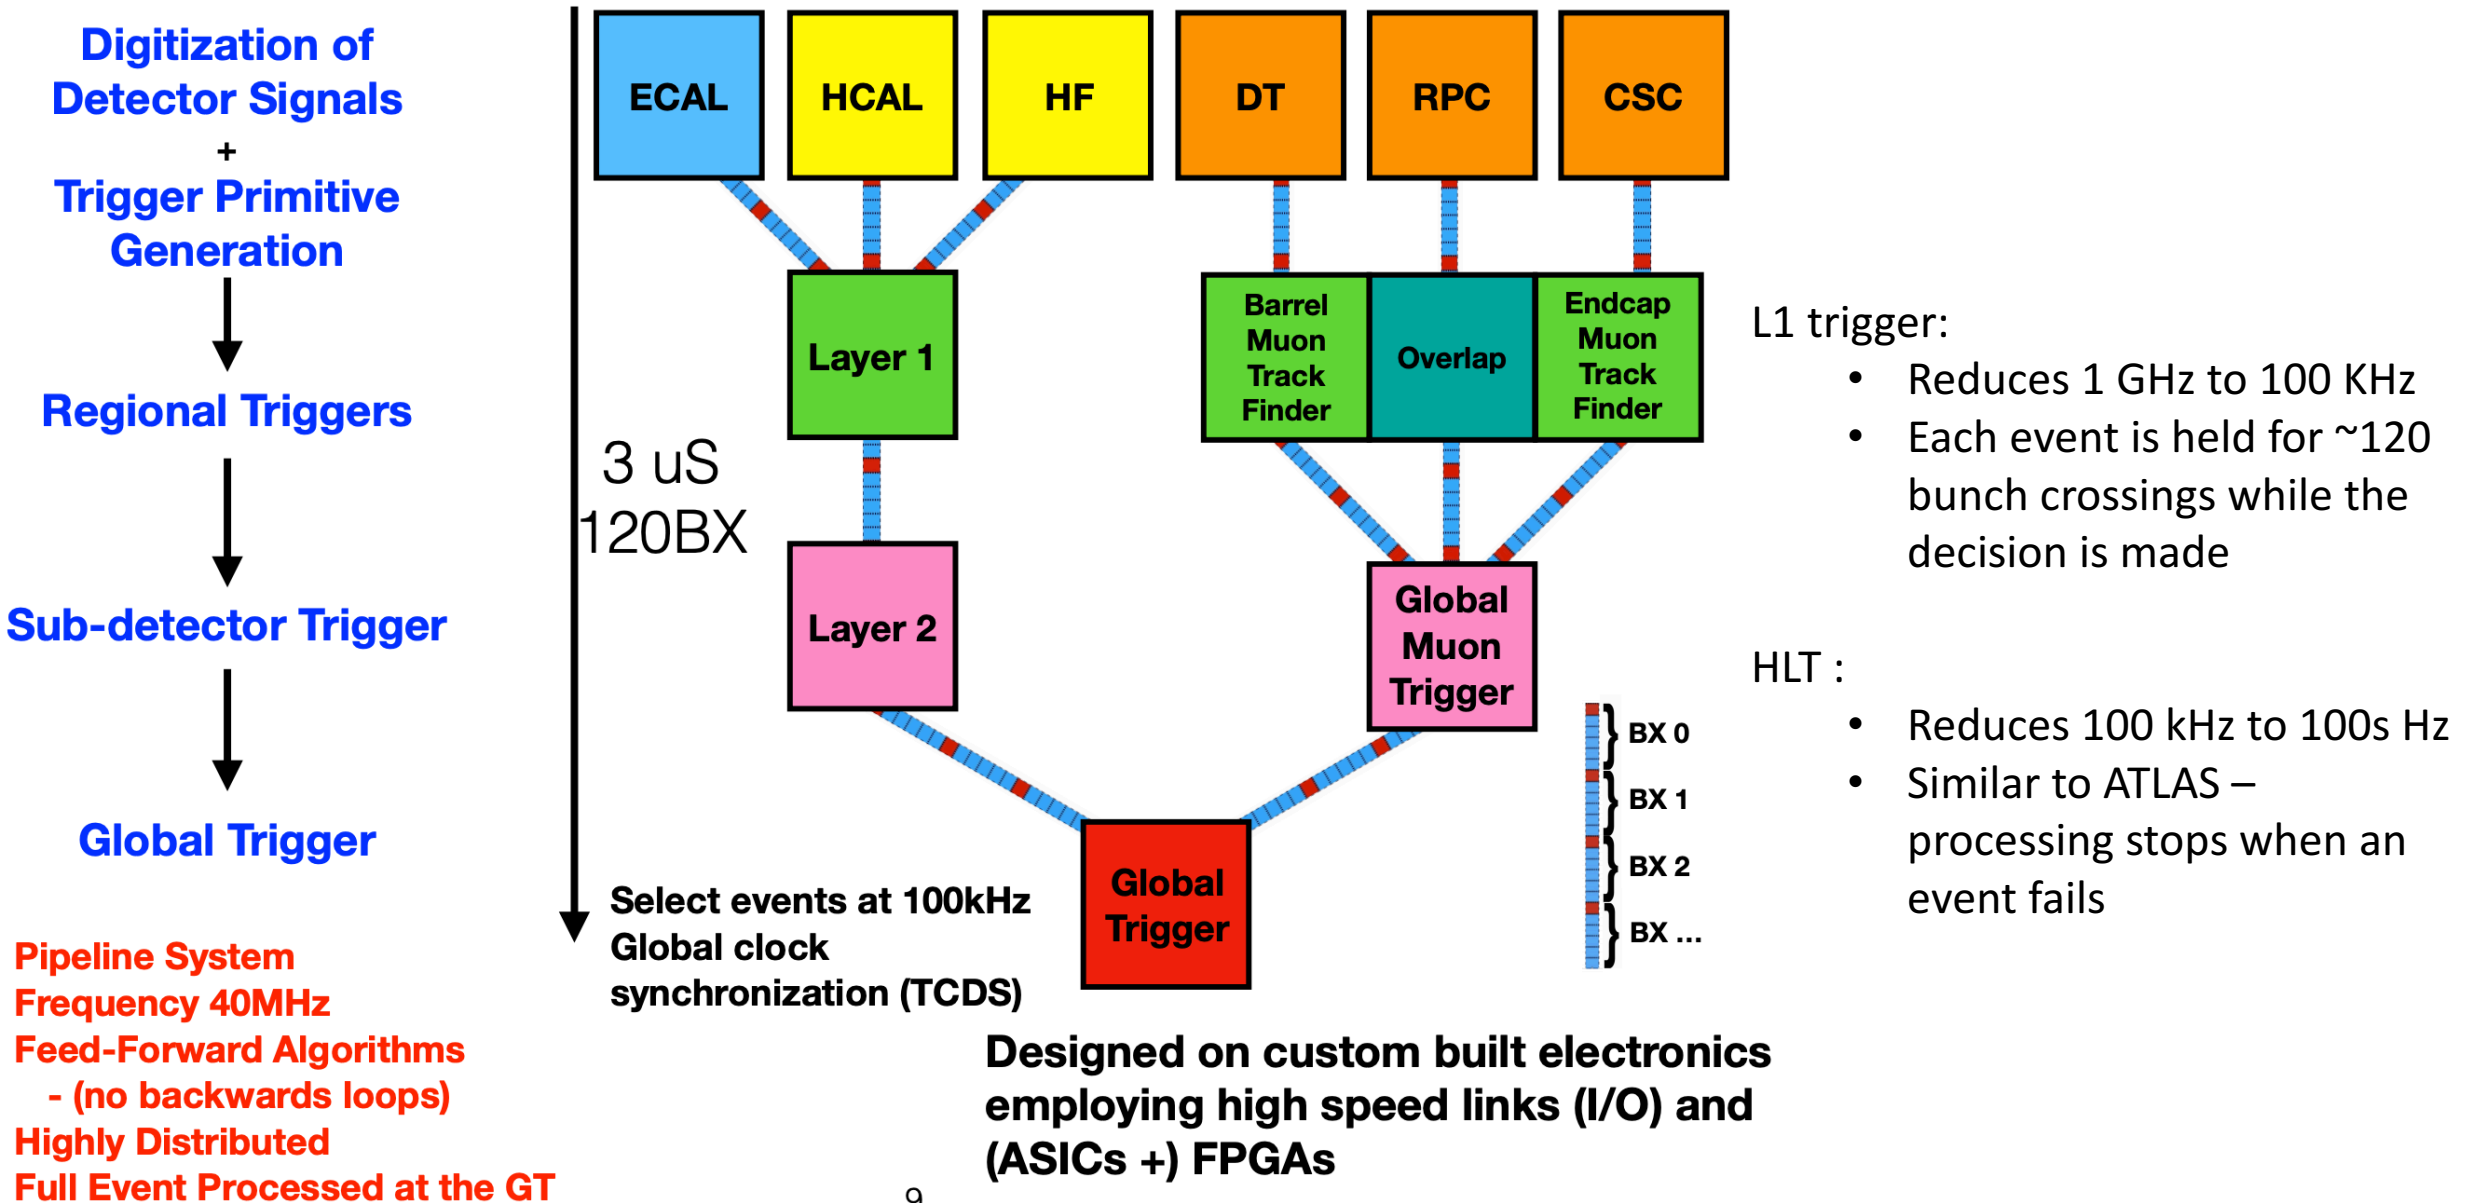 Digitization of
Detector Signals
+
Trigger Primitive
Generation
Regional Triggers
Sub-detector Trigger
Global Trigger
Pipeline System
Frequency 40MHz
Feed-Forward Algorithms
- (no backwards loops)
Highly Distributed
Full Event Processed at the GT
3 uS
120BX
Select events at 100kHz
Global clock
synchronization (TCDS)
ECAL
HCAL
HF
DT
RPC
CSC
Layer 1
Barrel
Muon
Track
Finder
Overlap
Endcap
Muon
Track
Finder
Layer 2
Global
Muon
Trigger
Global
Trigger
BX 0
BX 1
BX 2
BX ...
Designed on custom built electronics
employing high speed links (I/O) and
(ASICs +) FPGAs
9
L1 trigger:
• Reduces 1 GHz to 100 KHz
• Each event is held for ~120
bunch crossings while the
decision is made
HLT :
• Reduces 100 kHz to 100s Hz
• Similar to ATLAS –
processing stops when an
event fails